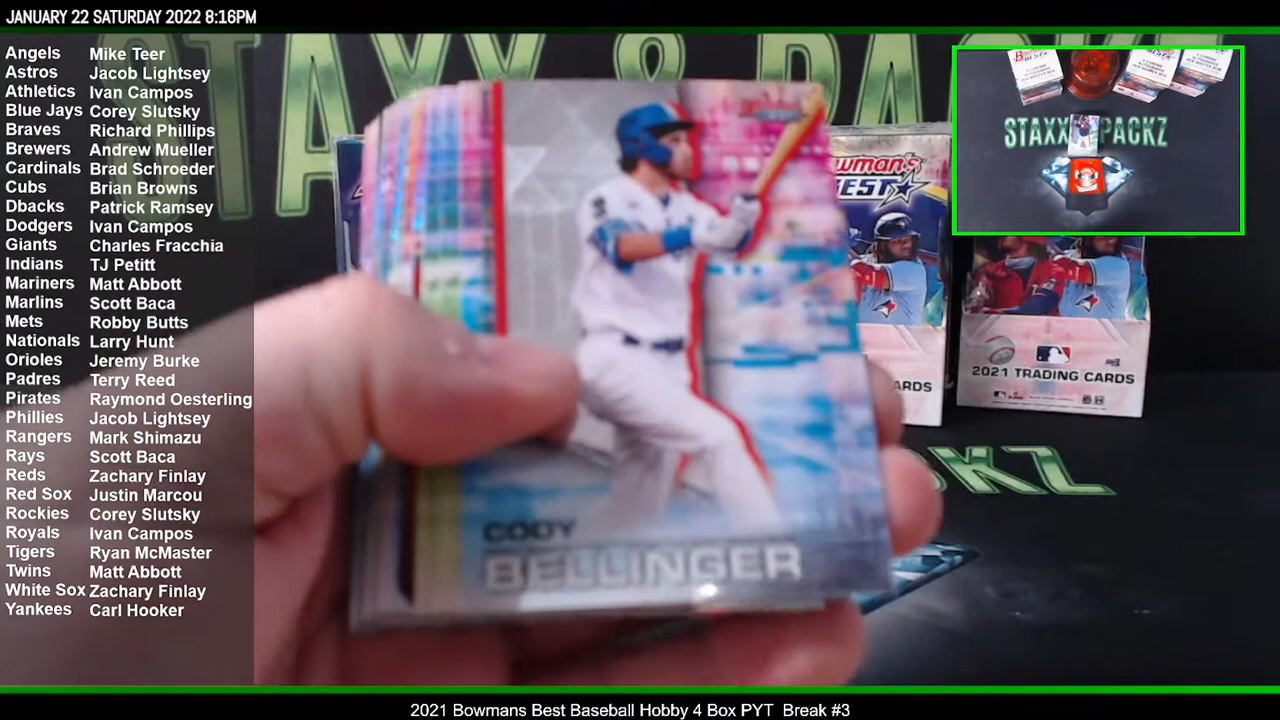 JANUARY 22 SATURDAY 2022 8:16PM
STAXX & PACKZ
Angels Mike Teer
Astros Jacob Lightsey
Athletics Ivan Campos
Blue Jays Corey Slutsky
Braves Richard Phillips
Brewers Andrew Mueller
Cardinals Brad Schroeder
Cubs Brian Browns
Dbacks Patrick Ramsey
Dodgers Ivan Campos
Giants Charles Fracchia
Indians TJ Petitt
Mariners Matt Abbott
Marlins Scott Baca
Mets Robby Butts
Nationals Larry Hunt
Orioles Jeremy Burke
Padres Terry Reed
Pirates Raymond Oesterling
Phillies Jacob Lightsey
Rangers Mark Shimazu
Rays Scott Baca
Reds Zachary Finlay
Red Sox Justin Marcou
Rockies Corey Slutsky
Royals Ivan Campos
Tigers Ryan McMaster
Twins Matt Abbott
White Sox Zachary Finlay
Yankees Carl Hooker
CODY
BELLINGER
owman's
EST
ARDS
2021 TRADING CARDS
STAXX PACKZ
CKZ
2021 Bowmans Best Baseball Hobby 4 Box PYT Break #3